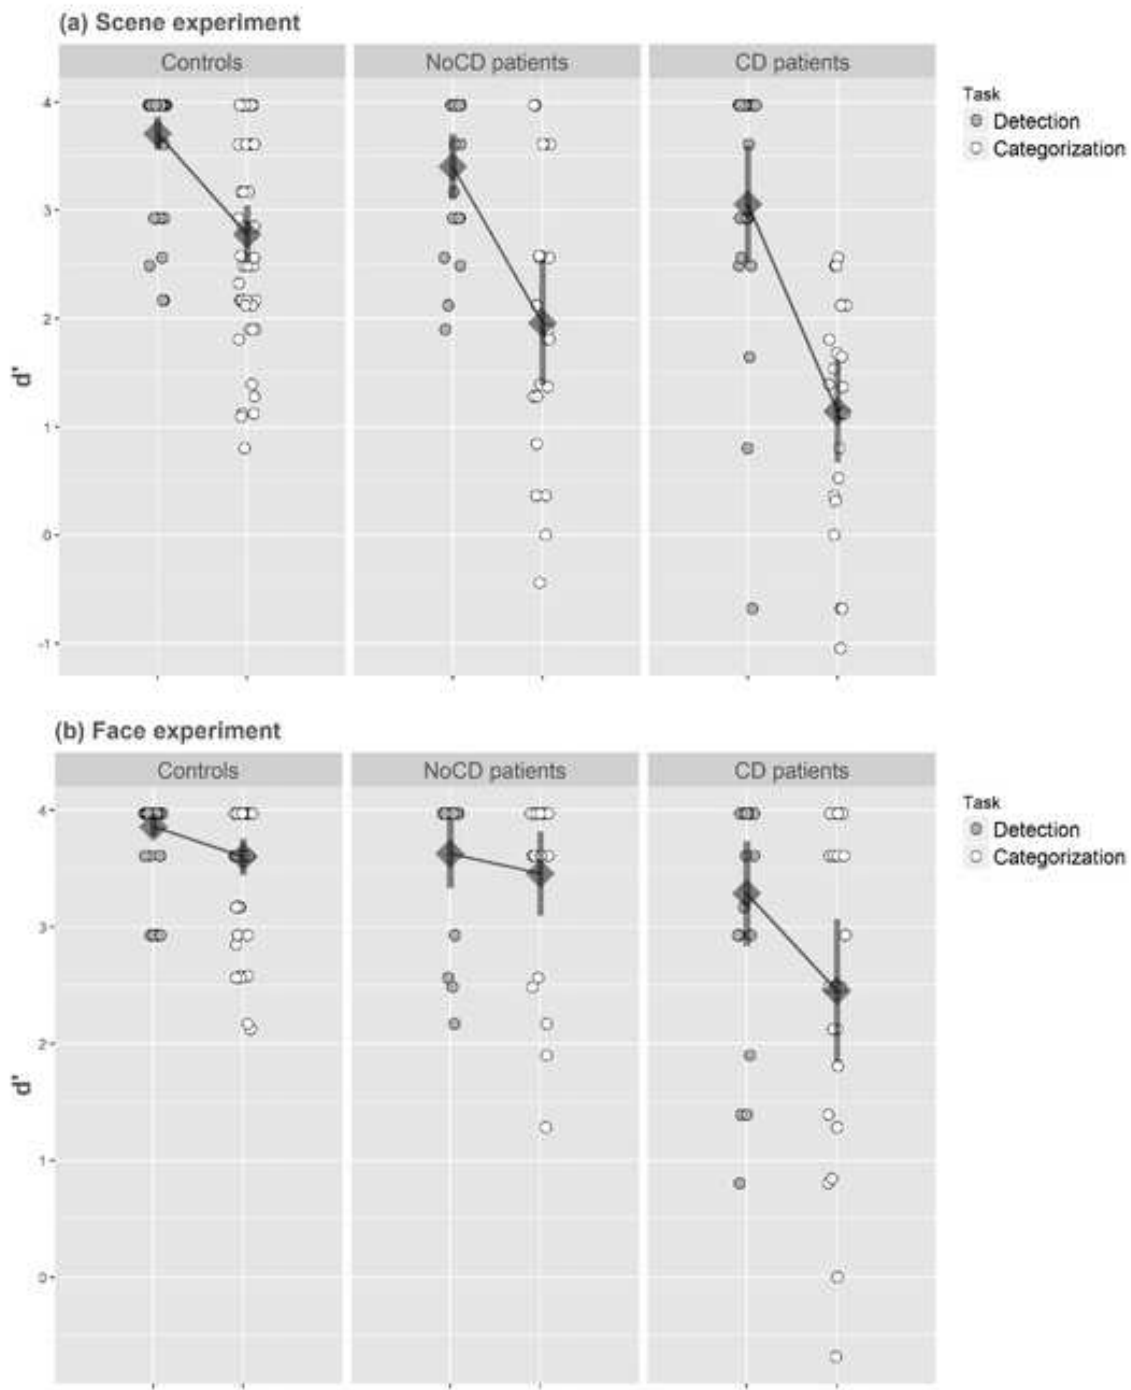 (a) Scene experiment
Controls NoCD patients CD patients
Task
Detection
Categorization
4
3
2
1
0
-1
d'
(b) Face experiment
Controls NoCD patients CD patients
Task
Detection
Categorization
4
3
2
1
0
d'